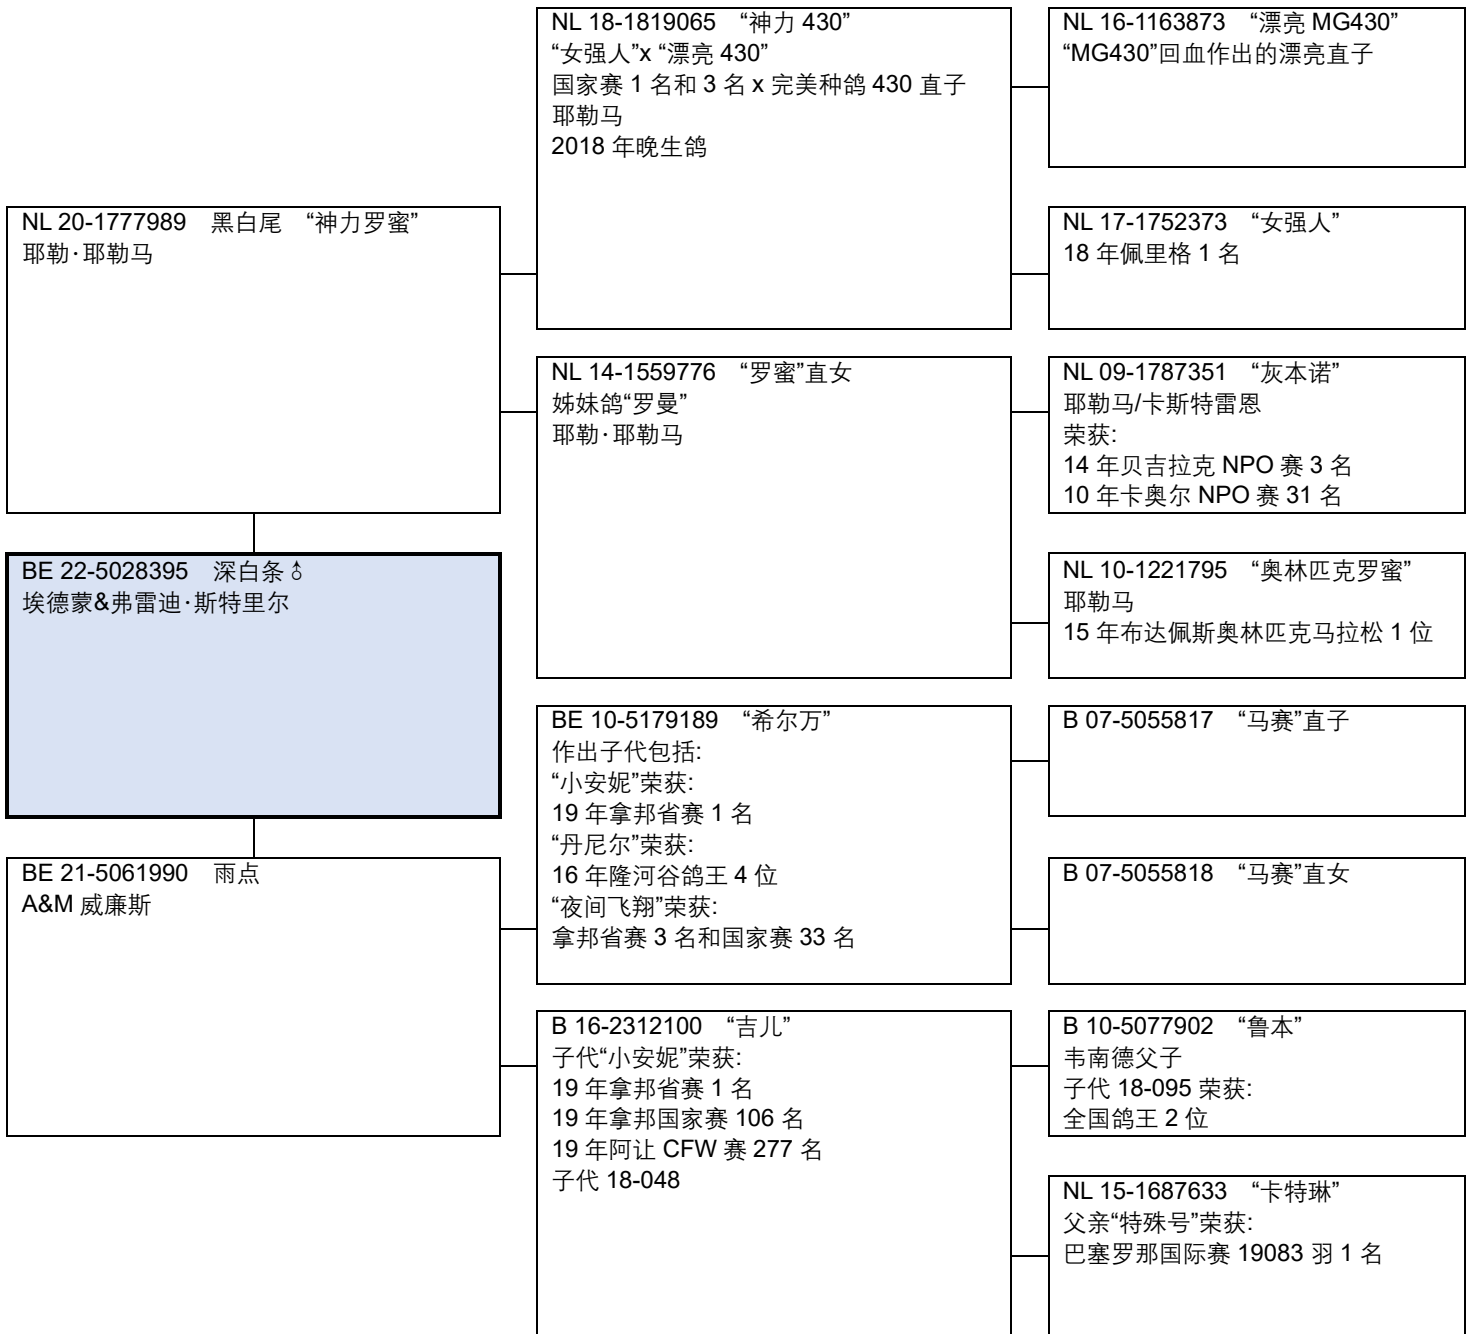 NL 20-1777989 黑白尾 “神力罗蜜”
耶勒·耶勒马
BE 22-5028395 深白条♂
埃德蒙&弗雷迪·斯特里尔
BE 21-5061990 雨点
A&M 威廉斯
NL 18-1819065 “神力 430”
“女强人”x “漂亮 430”
国家赛 1 名和 3 名 x 完美种鸽 430 直子
耶勒马
2018 年晚生鸽
NL 14-1559776 “罗蜜”直女
姊妹鸽“罗曼”
耶勒·耶勒马
BE 10-5179189 “希尔万”
作出子代包括:
“小安妮”荣获:
19 年拿邦省赛 1 名
“丹尼尔”荣获:
16 年隆河谷鸽王 4 位
“夜间飞翔”荣获:
拿邦省赛 3 名和国家赛 33 名
B 16-2312100 “吉儿”
子代“小安妮”荣获:
19 年拿邦省赛 1 名
19 年拿邦国家赛 106 名
19 年阿让 CFW 赛 277 名
子代 18-048
NL 16-1163873 “漂亮 MG430”
“MG430”回血作出的漂亮直子
NL 17-1752373 “女强人”
18 年佩里格 1 名
NL 09-1787351 “灰本诺”
耶勒马/卡斯特雷恩
荣获:
14 年贝吉拉克 NPO 赛 3 名
10 年卡奥尔 NPO 赛 31 名
NL 10-1221795 “奥林匹克罗蜜”
耶勒马
15 年布达佩斯奥林匹克马拉松 1 位
B 07-5055817 “马赛”直子
B 07-5055818 “马赛”直女
B 10-5077902 “鲁本”
韦南德父子
子代 18-095 荣获:
全国鸽王 2 位
NL 15-1687633 “卡特琳”
父亲“特殊号”荣获:
巴塞罗那国际赛 19083 羽 1 名